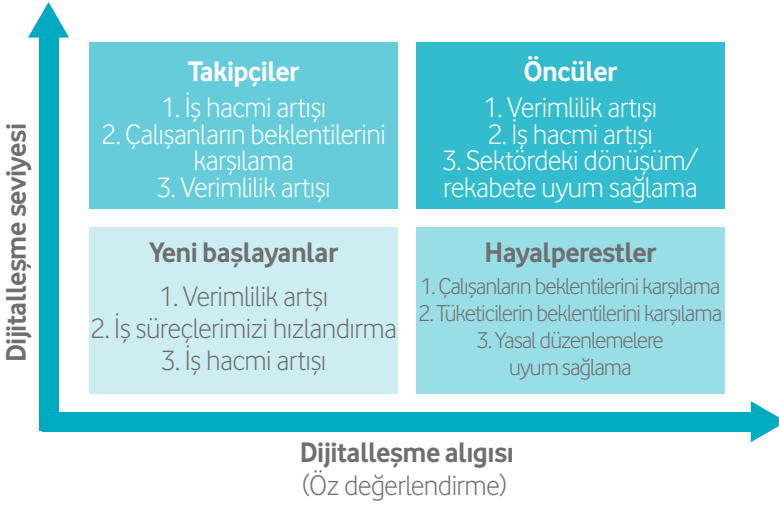 Dijitalleşme seviyesi
Takipçiler
1. İş hacmi artışı
2. Çalışanların beklentilerini
karşılama
3. Verimlilik artışı
Öncüler
1. Verimlilik artışı
2. İş hacmi artışı
3. Sektördeki dönüşüm/
rekabete uyum sağlama
Yeni başlayanlar
1. Verimlilik artşı
2. İş süreçlerimizi hızlandırma
3. İş hacmi artışı
Hayalperestler
1. Çalışanların beklentilerini karşılama
2. Tüketicilerin beklentilerini karşılama
3. Yasal düzenlemelere
uyum sağlama
Dijitalleşme alıgısı
(Öz değerlendirme)